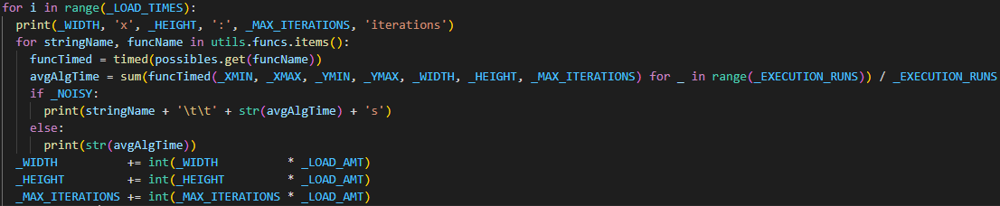 for i in range(_LOAD_TIMES):
  print(_WIDTH, 'x', _HEIGHT, ':', _MAX_ITERATIONS, 'iterations')
  for stringName, funcName in utils.funcs.items():
    funcTimed = timed(possibles.get(funcName))
    avgAlgTime = sum(funcTimed(_XMIN, _XMAX, _YMIN, _YMAX, _WIDTH, _HEIGHT, _MAX_ITERATIONS) for _ in range(_EXECUTION_RUNS)) / _EXECUTION_RUNS
    if _NOISY:
      print(stringName + '\t\t' + str(avgAlgTime) + 's')
    else:
      print(str(avgAlgTime))
  _WIDTH          += int(_WIDTH          * _LOAD_AMT)
  _HEIGHT         += int(_HEIGHT         * _LOAD_AMT)
  _MAX_ITERATIONS += int(_MAX_ITERATIONS * _LOAD_AMT)